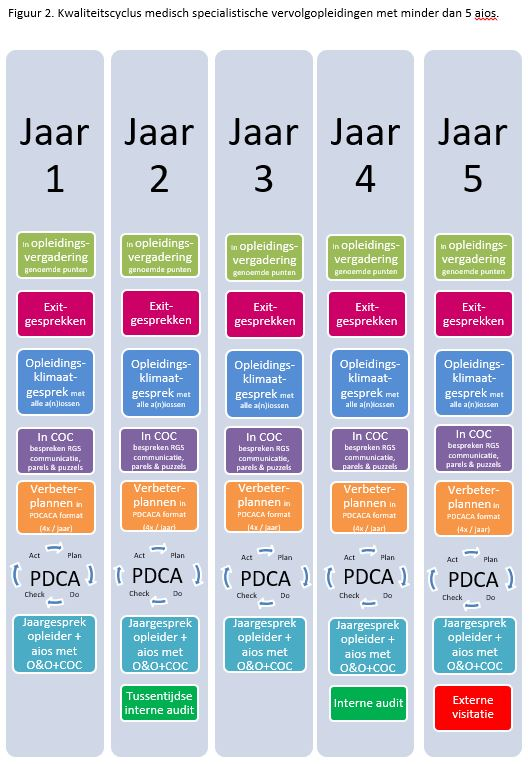 Figuur 2. Kwaliteitscyclus medisch specialistische vervolgopleidingen met minder dan 5 aios.
Jaar
1
In opleidings-
vergadering
genoemde punten
Exit-
gesprekken
Opleidings-
klimaat-
gesprek met
alle a(n)iossen
In COC
bespreken RGS
communicatie,
parels & puzzels
Verbeter-
plannen in
PDCACA format
(4x / jaar)
Act
Plan
PDCA
Check
Do
Jaargesprek
opleider +
aios met
O&O+COC
Jaar
2
In opleidings-
vergadering
genoemde punten
Exit-
gesprekken
Opleidings-
klimaat-
gesprek met
alle a(n)iossen
In COC
bespreken RGS
communicatie,
parels & puzzels
Verbeter-
plannen in
PDCACA format
(4x / jaar)
Act
Plan
PDCA
Check
Do
Jaargesprek
opleider +
aios met
O&O+COC
Tussentijdse
interne audit
Jaar
3
In opleidings-
vergadering
genoemde punten
Exit-
gesprekken
Opleidings-
klimaat-
gesprek met
alle a(n)iossen
In COC
bespreken RGS
communicatie,
parels & puzzels
Verbeter-
plannen in
PDCACA format
(4x / jaar)
Act
Plan
PDCA
Check
Do
Jaargesprek
opleider +
aios met
O&O+COC
Jaar
4
In opleidings-
vergadering
genoemde punten
Exit-
gesprekken
Opleidings-
klimaat-
gesprek met
alle a(n)iossen
In COC
bespreken RGS
communicatie,
parels & puzzels
Verbeter-
plannen in
PDCACA format
(4x / jaar)
Act
Plan
PDCA
Check
Do
Jaargesprek
opleider +
aios met
O&O+COC
Interne audit
Jaar
5
In opleidings-
vergadering
genoemde punten
Exit-
gesprekken
Opleidings-
klimaat-
gesprek met
alle a(n)iossen
In COC
bespreken RGS
communicatie,
parels & puzzels
Verbeter-
plannen in
PDCACA format
(4x / jaar)
Act
Plan
PDCA
Check
Do
Jaargesprek
opleider +
aios met
O&O+COC
Externe
visitatie